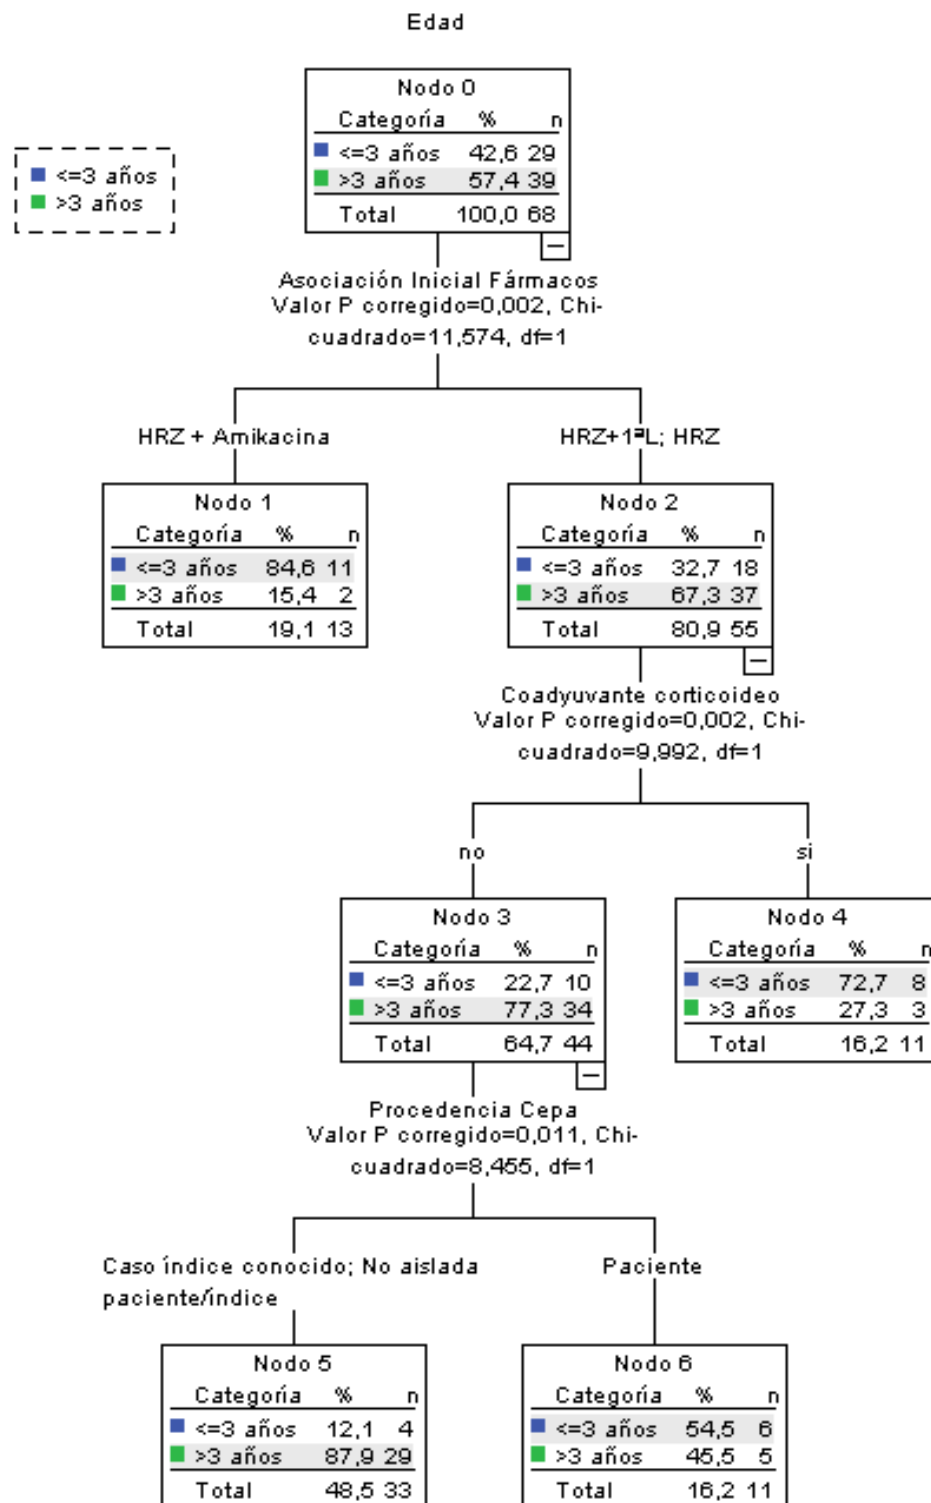 Edad
Nodo 0
Categoría % n
<=3 años 42,6 29
>3 años 57,4 39
Total 100,0 68
<=3 años
>3 años
Asociación Inicial Fármacos
Valor P corregido=0,002, Chi-
cuadrado=11,574, df=1
HRZ + Amikacina
HRZ+1ªL; HRZ
Nodo 1
Categoría % n
<=3 años 84,6 11
>3 años 15,4 2
Total 19,1 13
Nodo 2
Categoría % n
<=3 años 32,7 18
>3 años 67,3 37
Total 80,9 55
Coadyuvante corticoideo
Valor P corregido=0,002, Chi-
cuadrado=9,992, df=1
no
si
Nodo 3
Categoría % n
<=3 años 22,7 10
>3 años 77,3 34
Total 64,7 44
Nodo 4
Categoría % n
<=3 años 72,7 8
>3 años 27,3 3
Total 16,2 11
Procedencia Cepa
Valor P corregido=0,011, Chi-
cuadrado=8,455, df=1
Caso índice conocido; No aislada
paciente/índice
Paciente
Nodo 5
Categoría % n
<=3 años 12,1 4
>3 años 87,9 29
Total 48,5 33
Nodo 6
Categoría % n
<=3 años 54,5 6
>3 años 45,5 5
Total 16,2 11